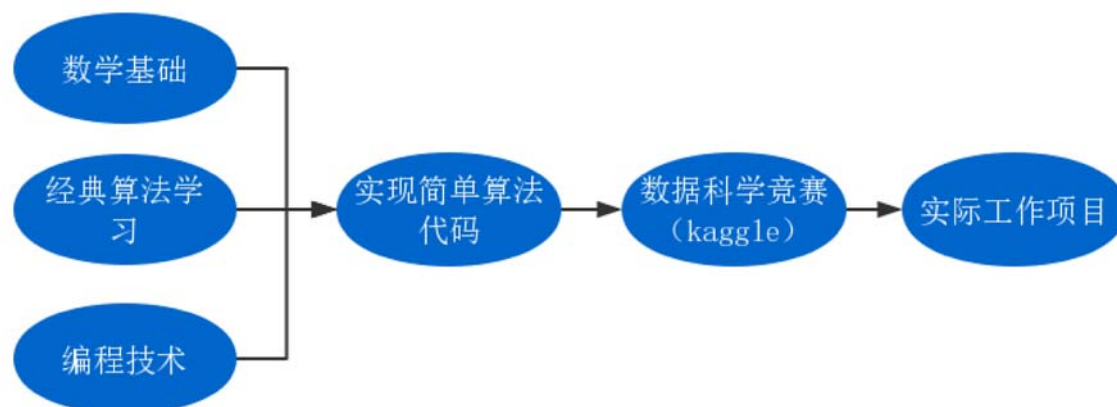 数学基础
经典算法学
习
编程技术
实现简单算法
代码
数据科学竞赛
（kaggle）
实际工作项目